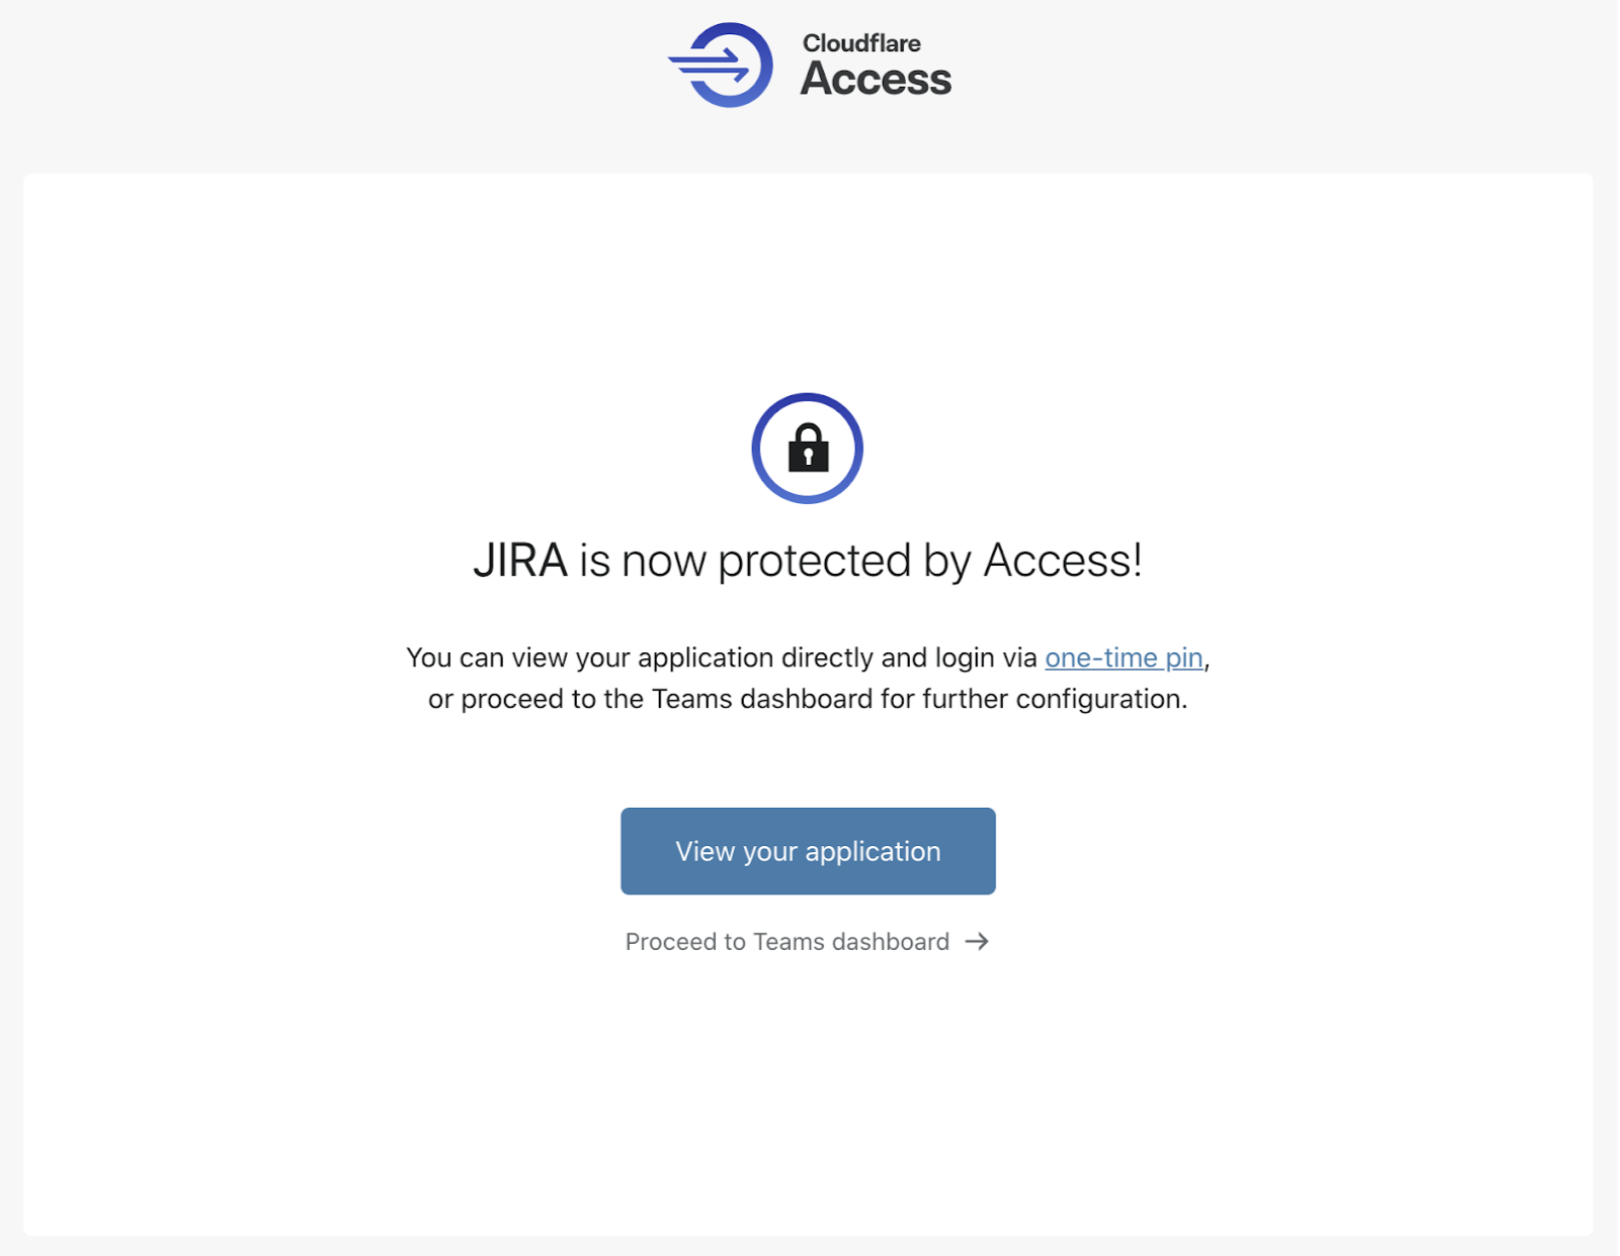 Cloudflare
Access
JIRA is now protected by Access!
You can view your application directly and login via one-time pin,
or proceed to the Teams dashboard for further configuration.
View your application
Proceed to Teams dashboard →